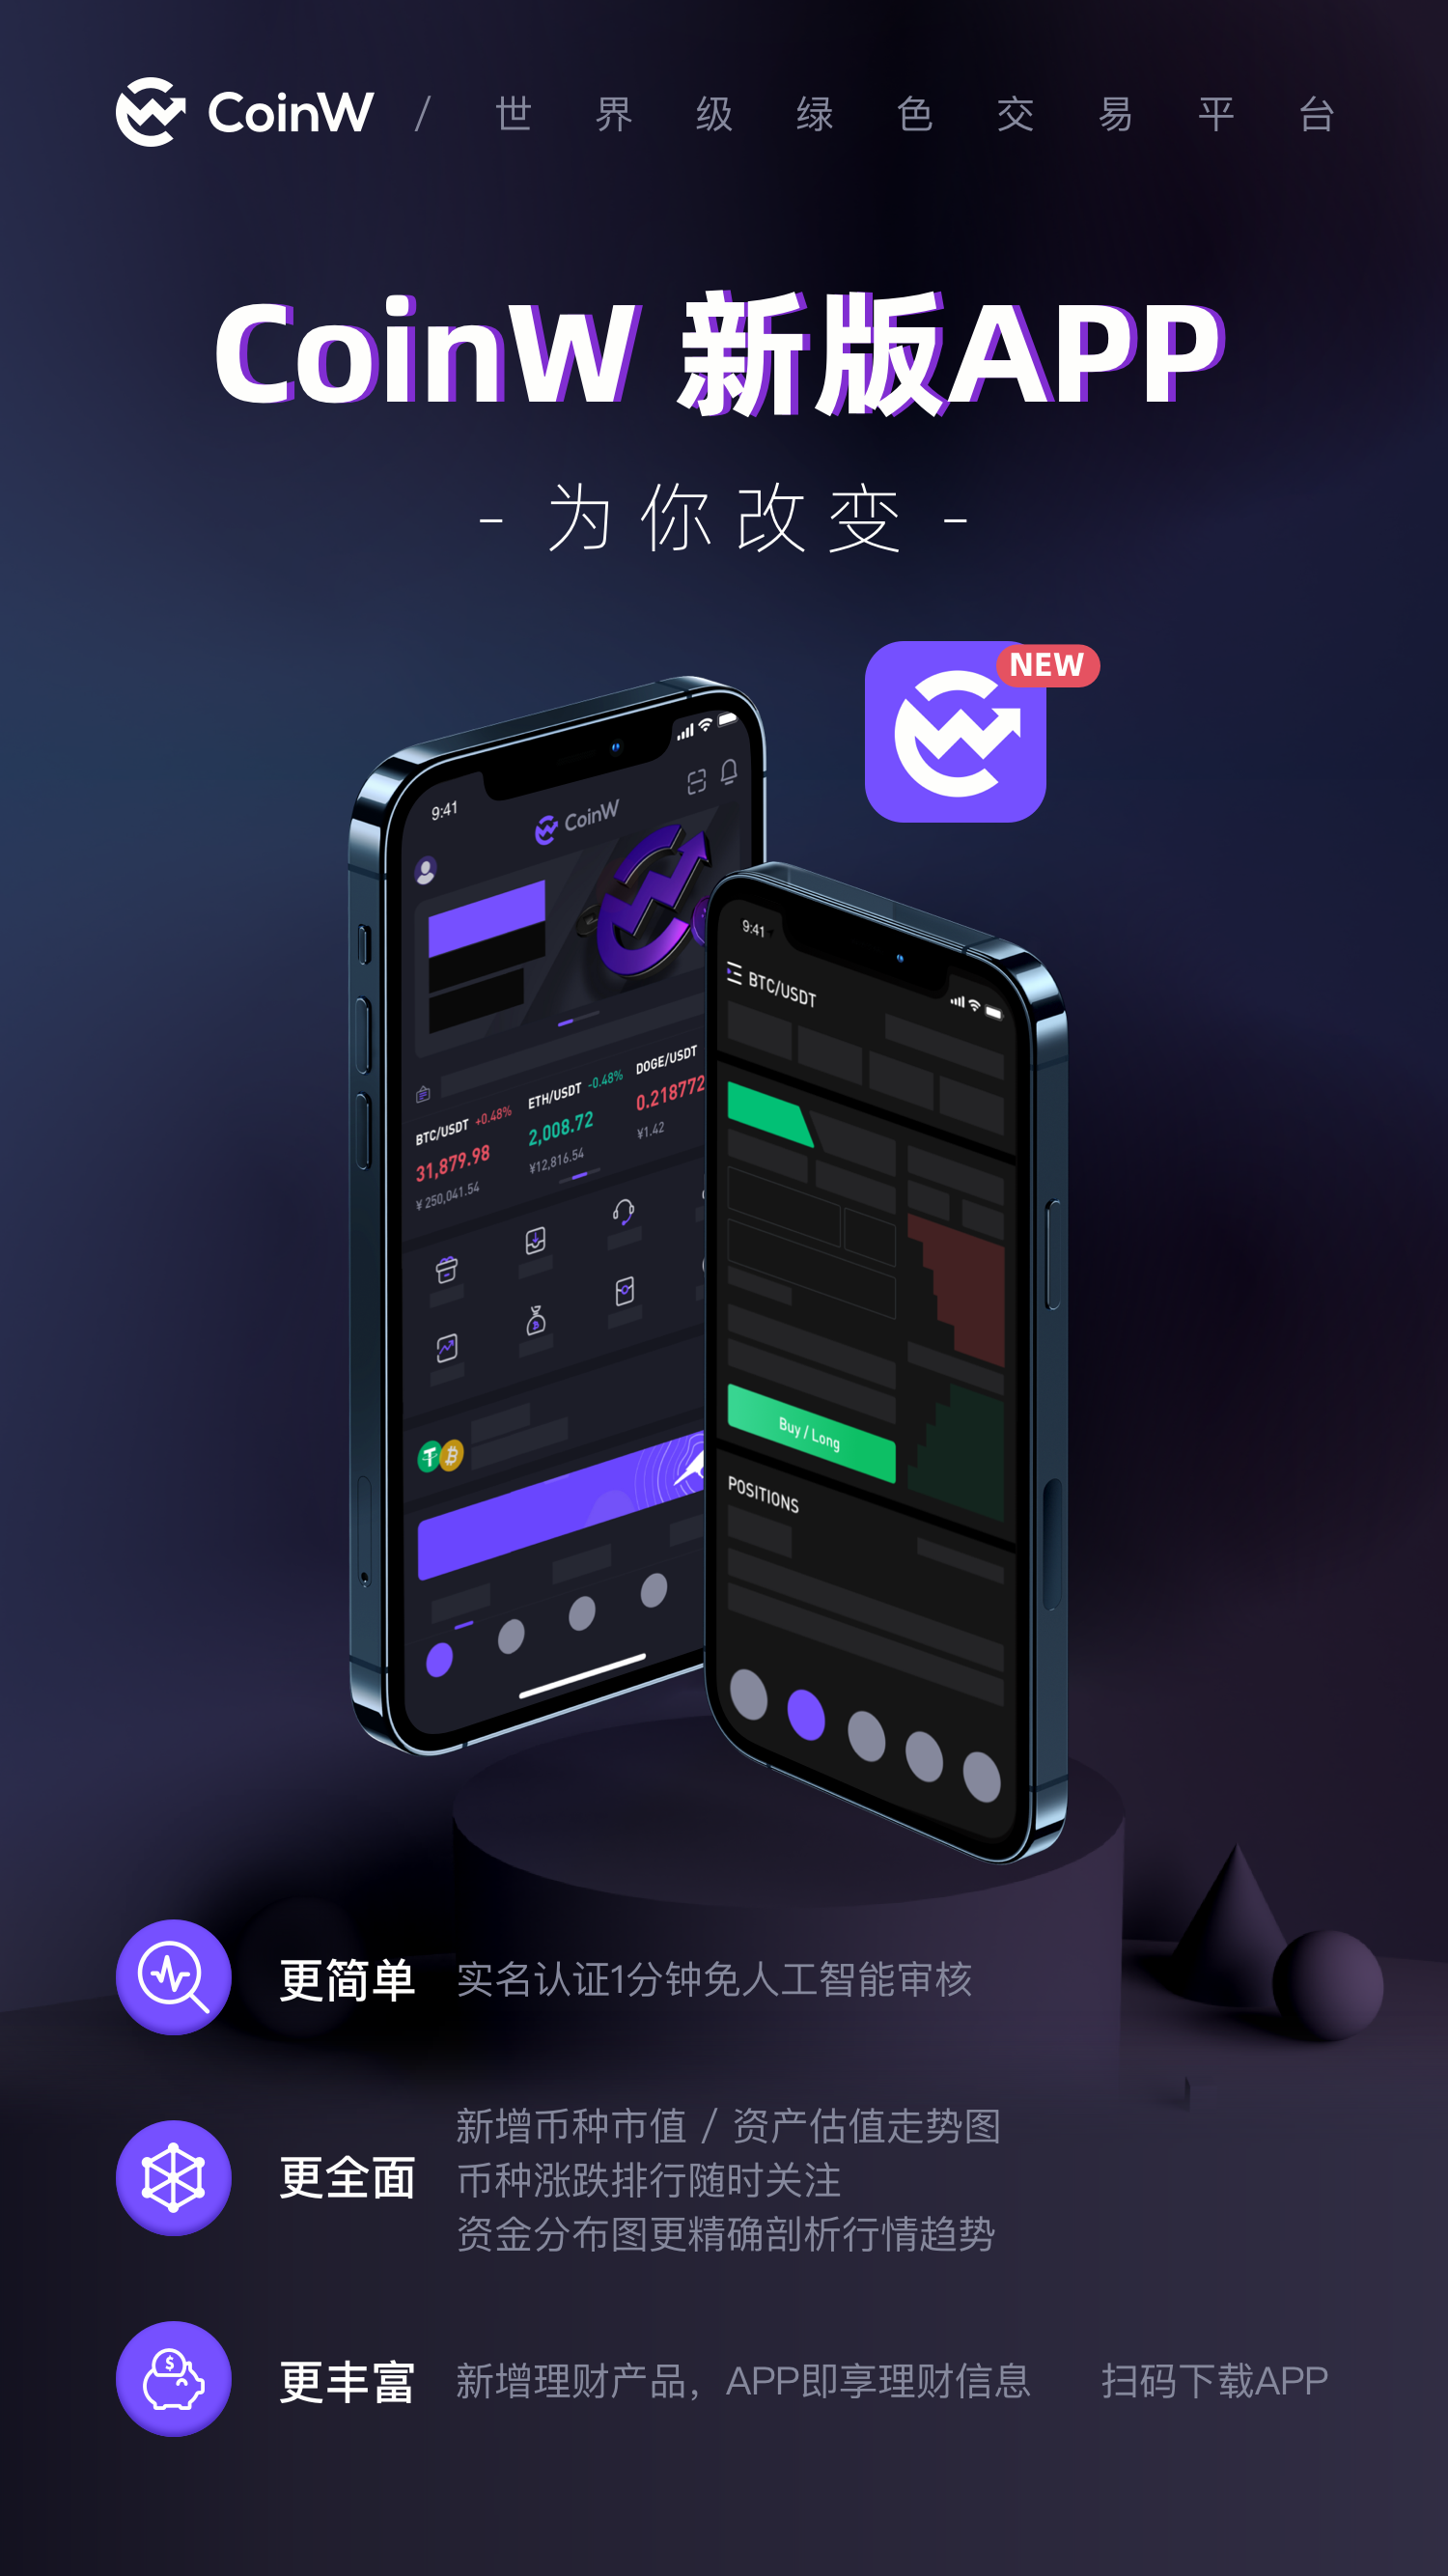 CoinW / 世界级绿色交易平台
CoinW 新版APP
- 为你改变 -
NEW
9:41
CoinW
BTC/USDT +0.48%
31,879.98
¥ 250,041.54
ETH/USDT -0.48%
2,008.72
¥12,816.54
DOGE/USDT
0.218772
¥1.42
9:41
BTC/USDT
Buy / Long
POSITIONS
更简单 实名认证1分钟免人工智能审核
更全面
新增币种市值 / 资产估值走势图
币种涨跌排行随时关注
资金分布图更精确剖析行情趋势
更丰富 新增理财产品，APP即享理财信息
扫码下载APP